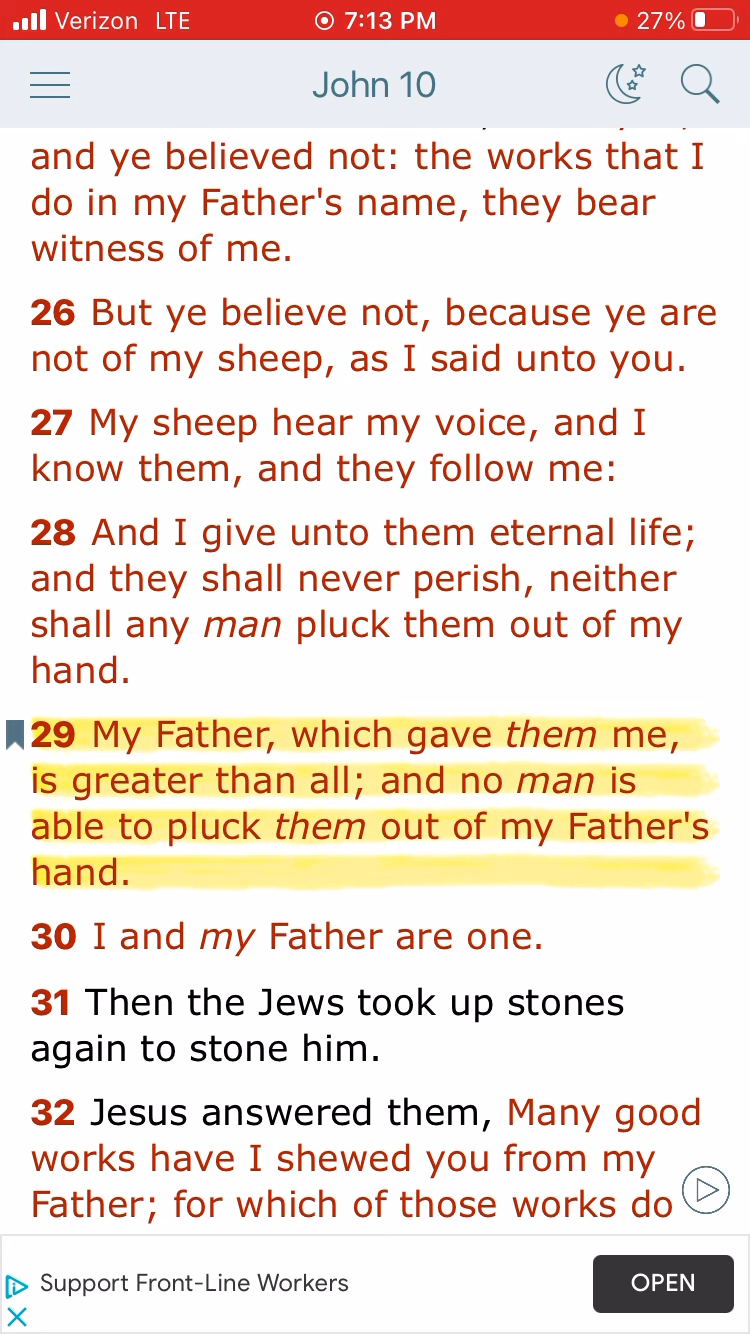 Verizon LTE 7:13 PM 27%
John 10
and ye believed not: the works that I
do in my Father's name, they bear
witness of me.
26 But ye believe not, because ye are
not of my sheep, as I said unto you.
27 My sheep hear my voice, and I
know them, and they follow me:
28 And I give unto them eternal life;
and they shall never perish, neither
shall any man pluck them out of my
hand.
29 My Father, which gave them me,
is greater than all; and no man is
able to pluck them out of my Father's
hand.
30 I and my Father are one.
31 Then the Jews took up stones
again to stone him.
32 Jesus answered them, Many good
works have I shewed you from my
Father; for which of those works do
Support Front-Line Workers
OPEN